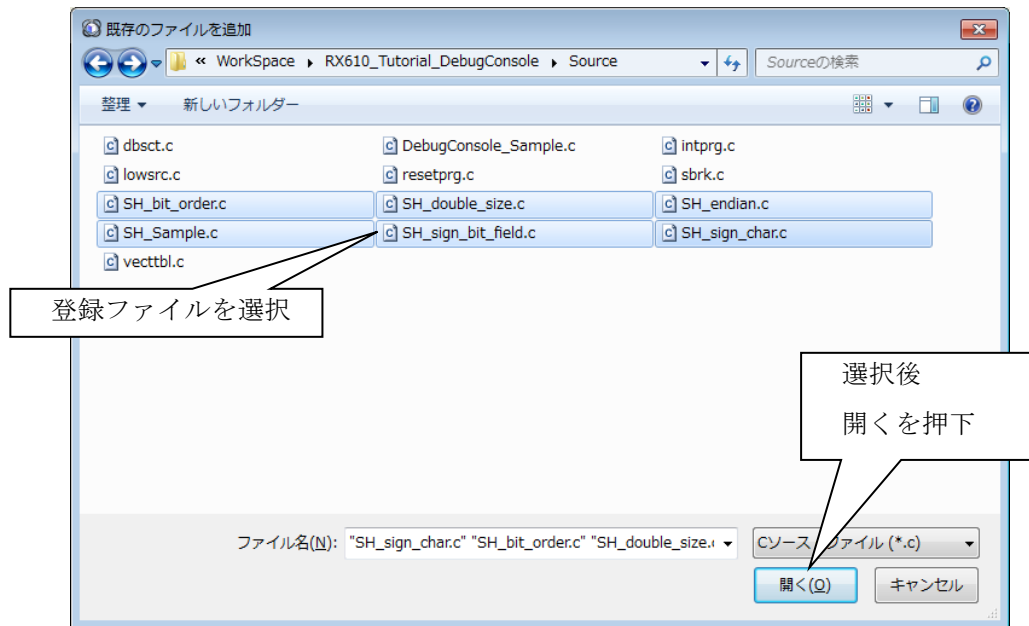 既存のファイルを追加
« WorkSpace ▸ RX610_Tutorial_DebugConsole ▸ Source
Sourceの検索
整理 新しいフォルダー
dbsct.c DebugConsole_Sample.c intprg.c
lowsrc.c resetprg.c sbrk.c
SH_bit_order.c SH_double_size.c SH_endian.c
SH_Sample.c SH_sign_bit_field.c SH_sign_char.c
vecttbl.c
登録ファイルを選択
選択後
開くを押下
ファイル名(N): "SH_sign_char.c" "SH_bit_order.c" "SH_double_size.c Cソース ファイル (*.c)
開く(O) キャンセル